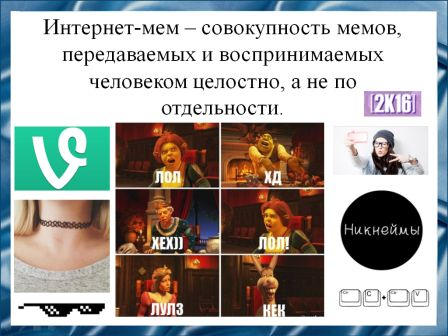 Интернет-мем – совокупность мемов,
передаваемых и воспринимаемых
человеком целостно, а не по
отдельности.
[2K16]
ЛОЛ
ХД
ХЕХ))
ЛОЛ!
ЛУЛЗ
КЕК
Никнеймы
C + V